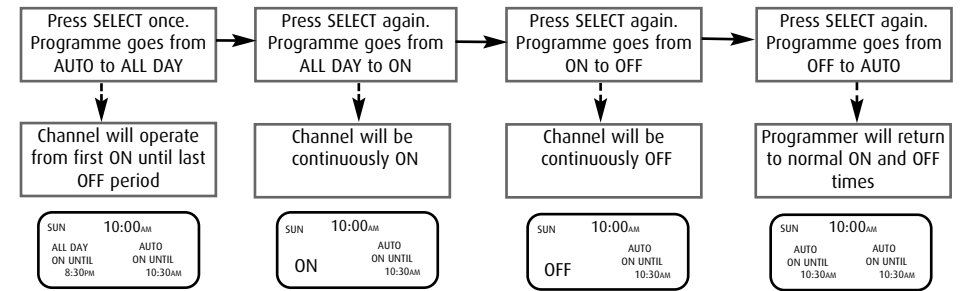 Press SELECT once.
Programme goes from
AUTO to ALL DAY
Press SELECT again.
Programme goes from
ALL DAY to ON
Press SELECT again.
Programme goes from
ON to OFF
Press SELECT again.
Programme goes from
OFF to AUTO
Channel will operate
from first ON until last
OFF period
Channel will be
continuously ON
Channel will be
continuously OFF
Programmer will return
to normal ON and OFF
times
SUN 10:00AM
ALL DAY AUTO
ON UNTIL ON UNTIL
8:30PM 10:30AM
SUN 10:00AM
AUTO
ON ON UNTIL
10:30AM
SUN 10:00AM
AUTO
OFF ON UNTIL
10:30AM
SUN 10:00AM
AUTO AUTO
ON UNTIL ON UNTIL
10:30AM 10:30AM